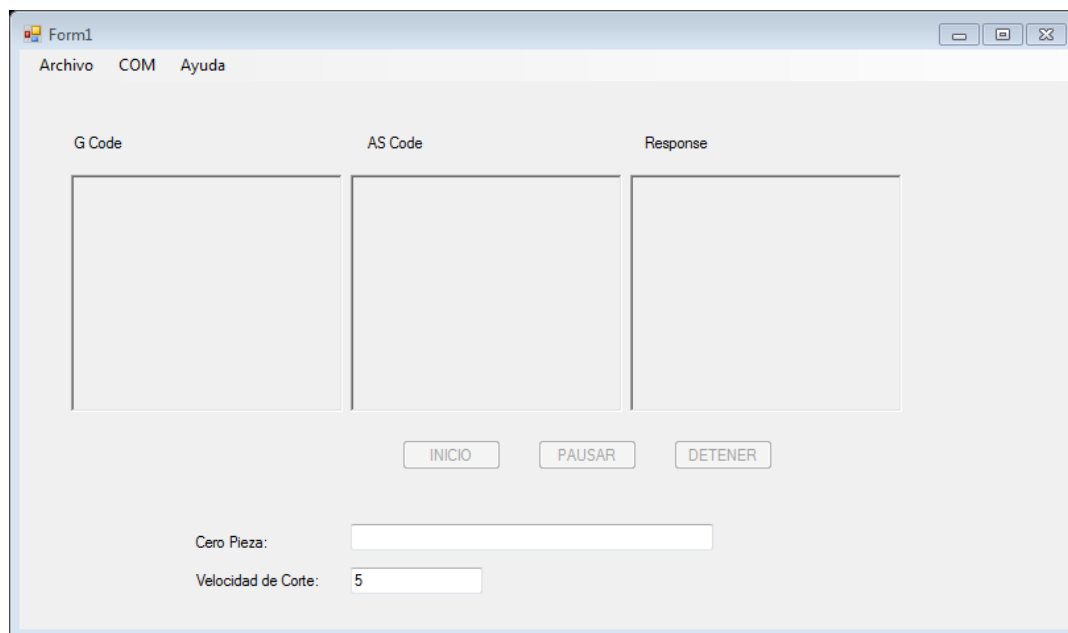 Form1
Archivo COM Ayuda
G Code AS Code Response
INICIO PAUSAR DETENER
Cero Pieza:
Velocidad de Corte: 5